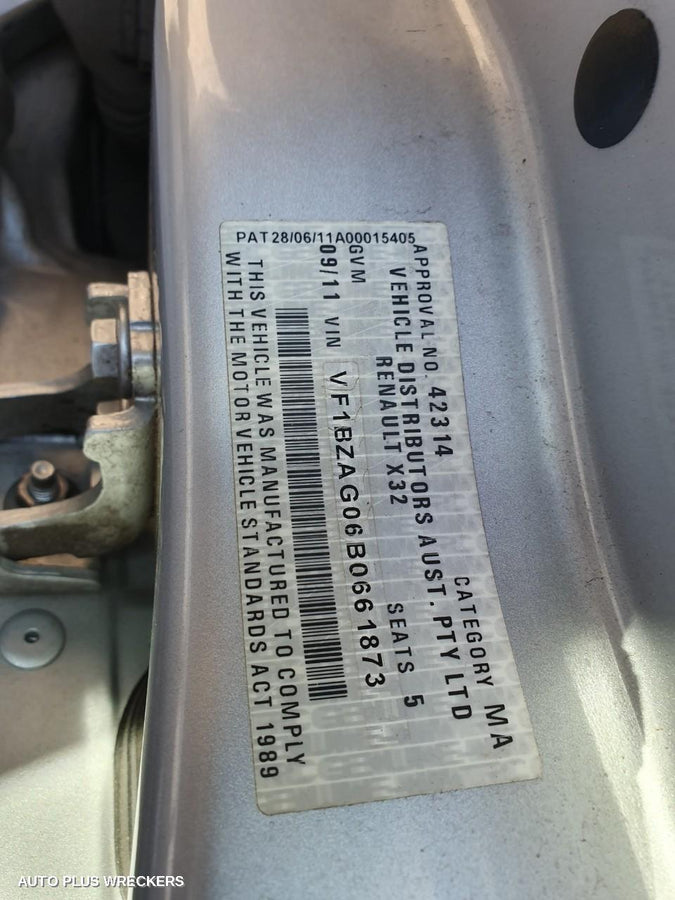 PAT28/06/11A00015405
APPROVAL NO. 42314 CATEGORY MA
VEHICLE DISTRIBUTORS AUST. PTY LTD
RENAULT X32 SEATS 5
GVM
09/11 VIN VF1BZAG06B0661873
THIS VEHICLE WAS MANUFACTURED TO COMPLY
WITH THE MOTOR VEHICLE STANDARDS ACT 1989
AUTO PLUS WRECKERS